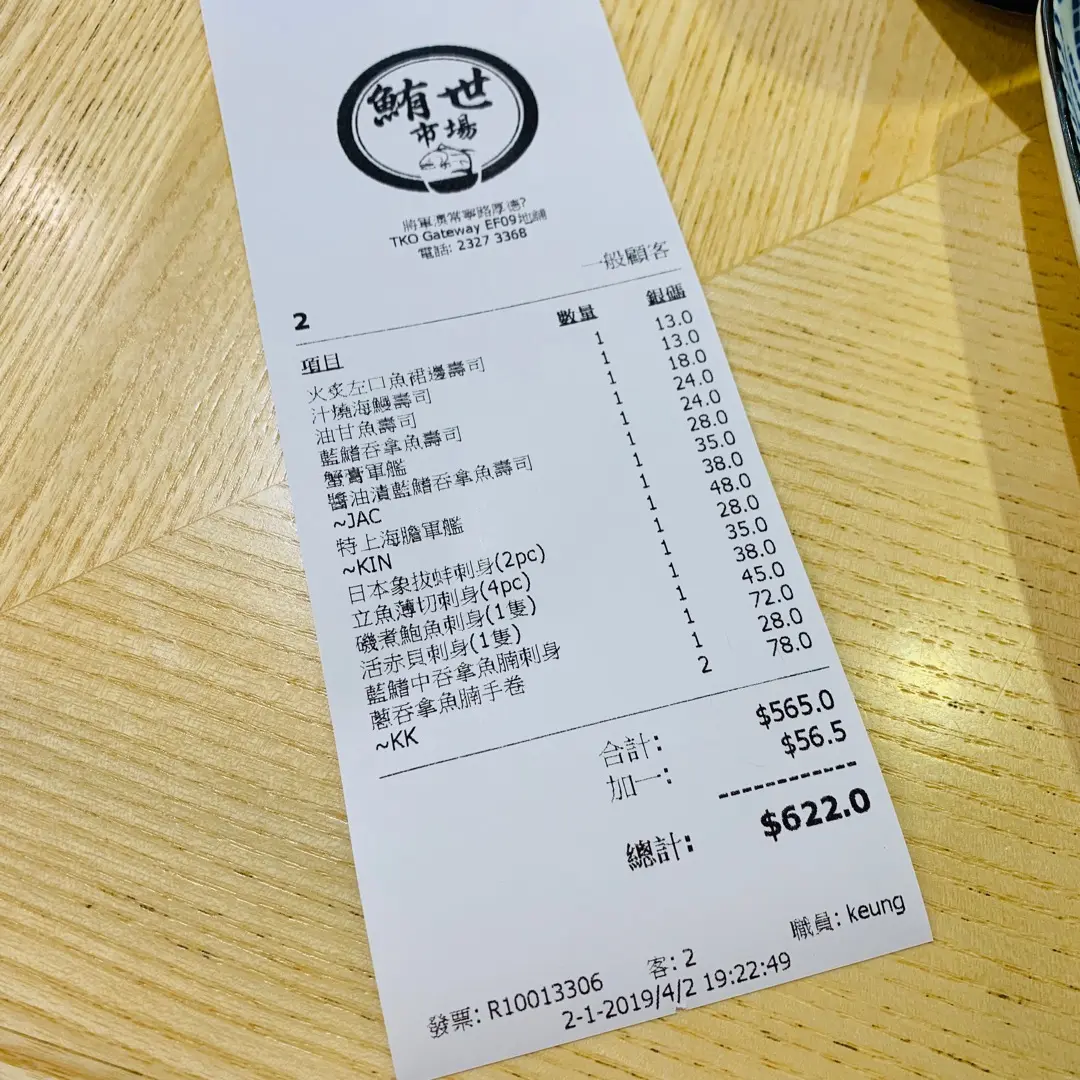 鮪世
市場
將軍澳常寧路厚德?
TKO Gateway EF09地舖
電話: 2327 3368
一般顧客
2
項目 數量 銀碼
火炙左口魚裙邊壽司 1 13.0
汁燒海鰻壽司 1 13.0
油甘魚壽司 1 18.0
藍鰭吞拿魚壽司 1 24.0
蟹膏軍艦 1 24.0
醬油漬藍鰭吞拿魚壽司 1 28.0
~JAC 1 35.0
特上海膽軍艦 1 38.0
~KIN 1 48.0
日本象拔蚌刺身(2pc) 1 28.0
立魚薄切刺身(4pc) 1 35.0
磯煮鮑魚刺身(1隻) 1 38.0
活赤貝刺身(1隻) 1 45.0
藍鰭中吞拿魚腩刺身 1 72.0
蔥吞拿魚腩手卷 1 28.0
~KK 2 78.0
合計: $565.0
加一: $56.5
總計: $622.0
職員: keung
發票: R10013306 客: 2
2-1-2019/4/2 19:22:49